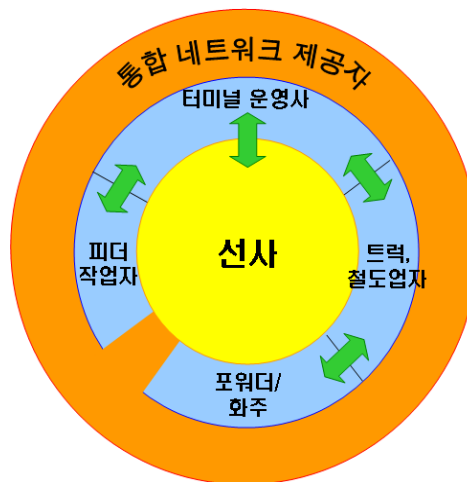 통합 네트워크 제공자
터미널 운영사
선사
피더
작업자
트럭,
철도업자
포워더/
화주